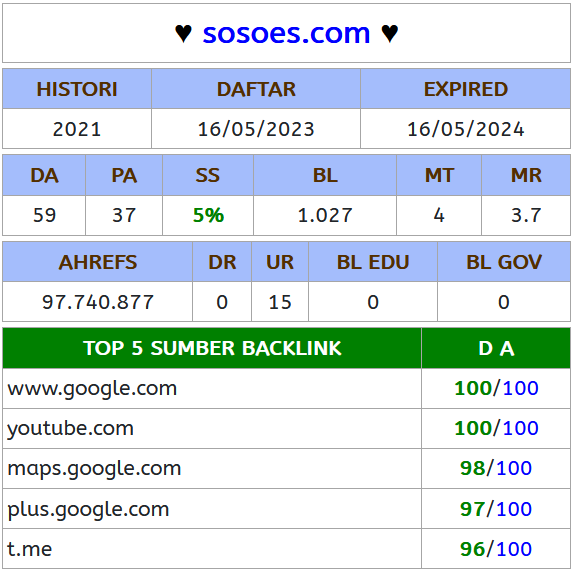 ♥ sosoes.com ♥
HISTORI DAFTAR EXPIRED
2021 16/05/2023 16/05/2024
DA PA SS BL MT MR
59 37 5% 1.027 4 3.7
AHREFS DR UR BL EDU BL GOV
97.740.877 0 15 0 0
TOP 5 SUMBER BACKLINK D A
www.google.com 100/100
youtube.com 100/100
maps.google.com 98/100
plus.google.com 97/100
t.me 96/100